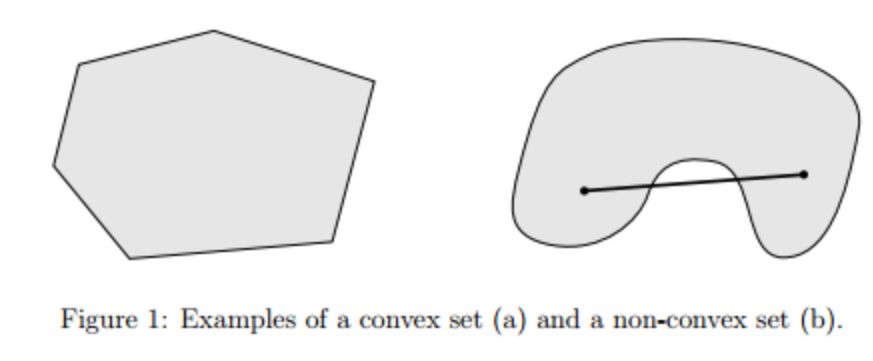 Figure 1: Examples of a convex set (a) and a non-convex set (b).